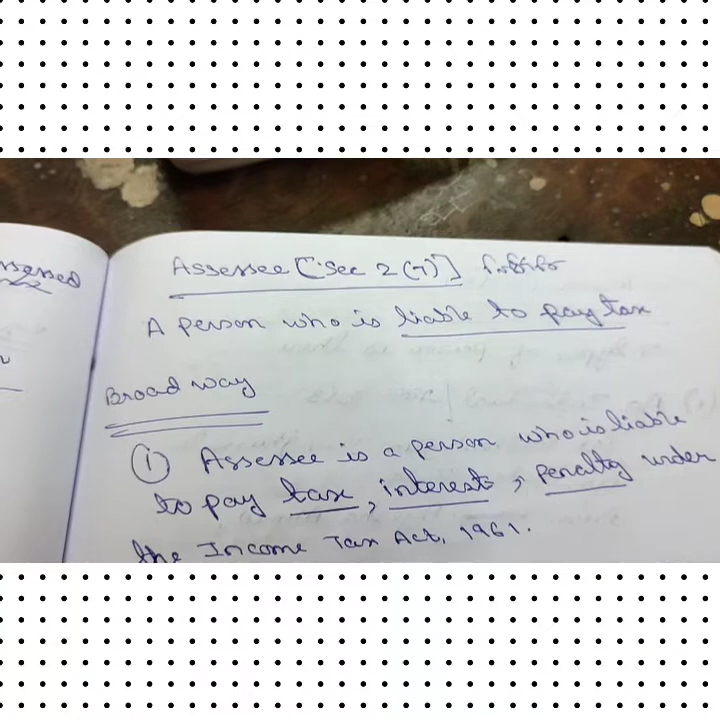 Assessed
Assessee [Sec 2(7)]
A person who is liable to pay tax
Broad way
① Assessee is a person who is liable
to pay tax, interests, penalty under
the Income Tax Act, 1961.